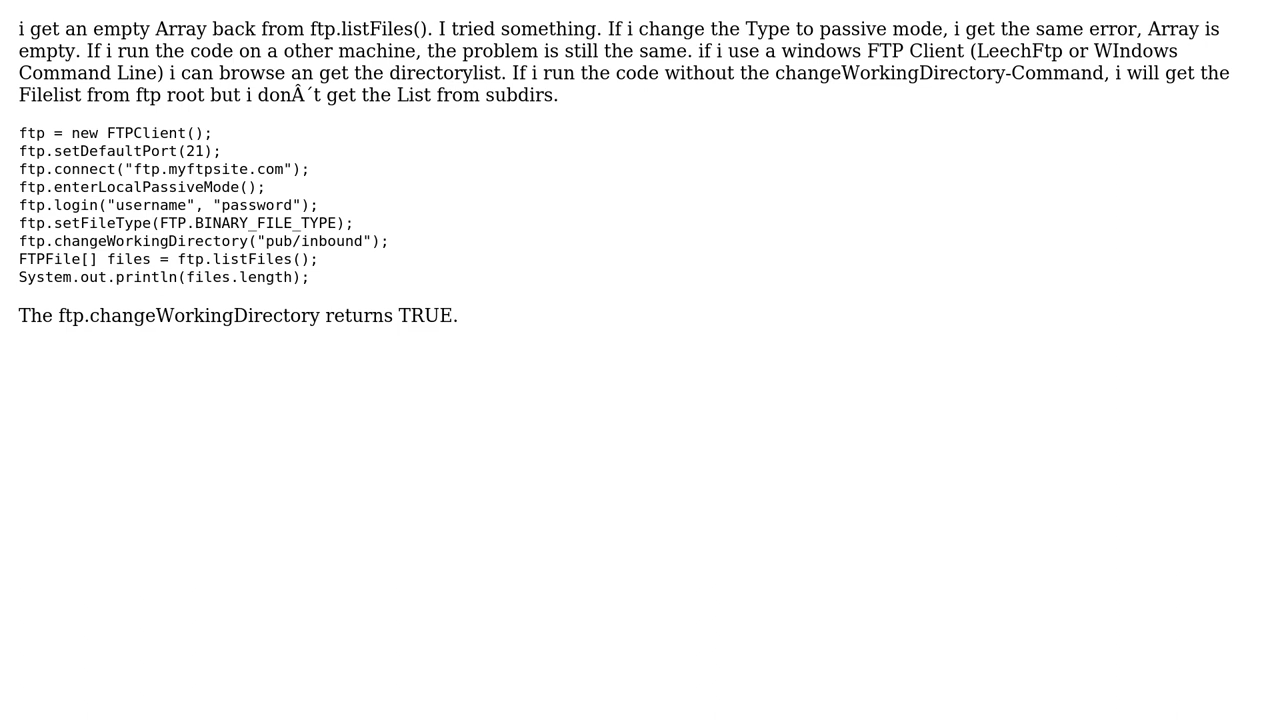 i get an empty Array back from ftp.listFiles(). I tried something. If i change the Type to passive mode, i get the same error, Array is
empty. If i run the code on a other machine, the problem is still the same. if i use a windows FTP Client (LeechFtp or WIndows
Command Line) i can browse an get the directorylist. If i run the code without the changeWorkingDirectory-Command, i will get the
Filelist from ftp root but i donÂ´t get the List from subdirs.
ftp = new FTPClient();
ftp.setDefaultPort(21);
ftp.connect("ftp.myftpsite.com");
ftp.enterLocalPassiveMode();
ftp.login("username", "password");
ftp.setFileType(FTP.BINARY_FILE_TYPE);
ftp.changeWorkingDirectory("pub/inbound");
FTPFile[] files = ftp.listFiles();
System.out.println(files.length);
The ftp.changeWorkingDirectory returns TRUE.